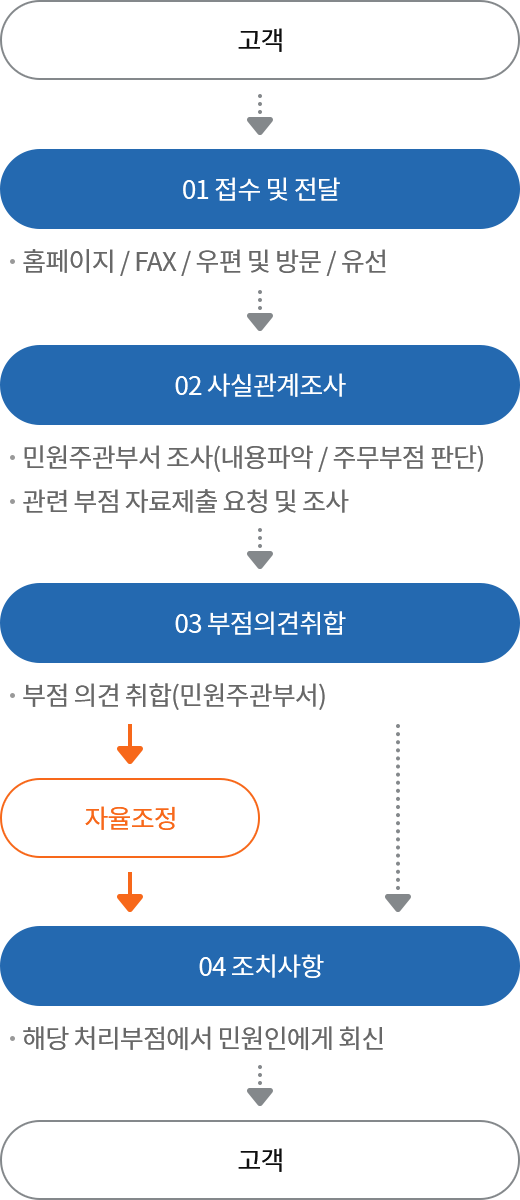 고객
01 접수 및 전달
· 홈페이지 / FAX / 우편 및 방문 / 유선
02 사실관계조사
· 민원주관부서 조사(내용파악 / 주무부점 판단)
· 관련 부점 자료제출 요청 및 조사
03 부점의견취합
· 부점 의견 취합(민원주관부서)
자율조정
04 조치사항
· 해당 처리부점에서 민원인에게 회신
고객